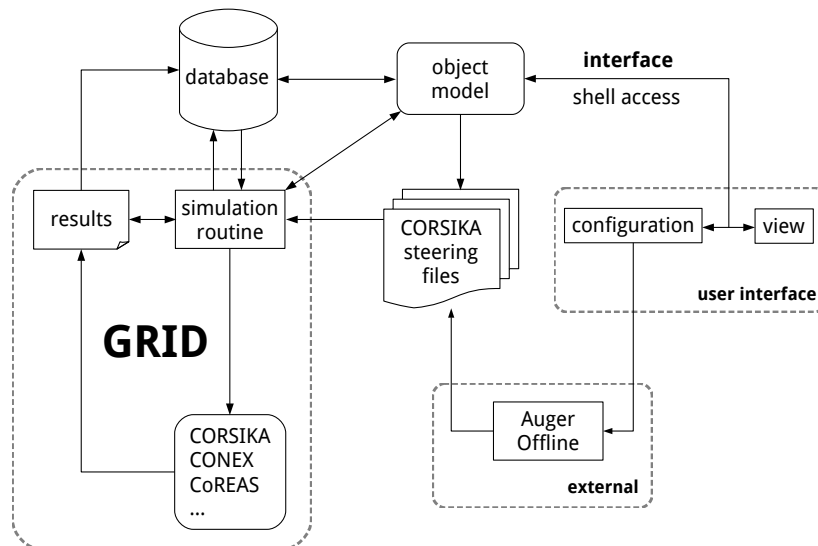 database
object
model
interface
shell access
results
simulation
routine
CORSIKA
steering
files
configuration
view
user interface
GRID
CORSIKA
CONEX
CoREAS
...
Auger
Offline
external